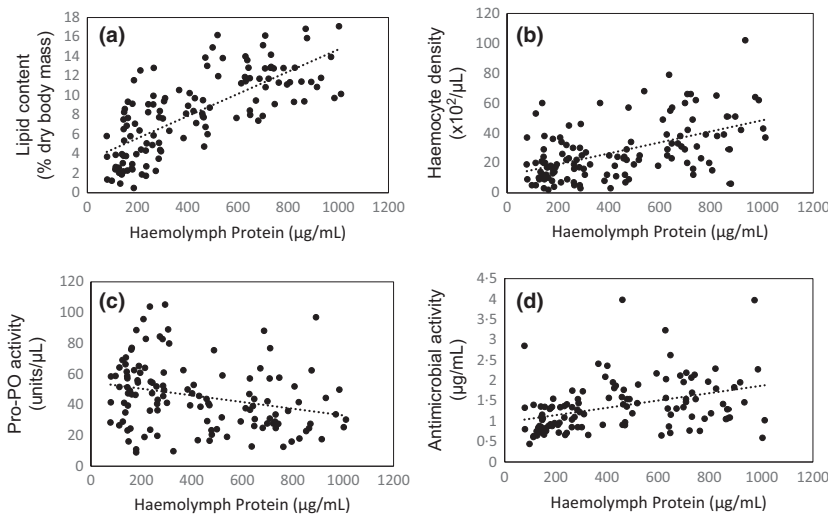 (a)
Lipid content
(% dry body mass)
18
16
14
12
10
8
6
4
2
0
0 200 400 600 800 1000 1200
Haemolymph Protein (µg/mL)
(b)
Haemocyte density
(x10²/µL)
120
100
80
60
40
20
0
0 200 400 600 800 1000 1200
Haemolymph Protein (µg/mL)
(c)
Pro-PO activity
(units/µL)
120
100
80
60
40
20
0
0 200 400 600 800 1000 1200
Haemolymph Protein (µg/mL)
(d)
Antimicrobial activity
(µg/mL)
4·5
4
3·5
3
2·5
2
1·5
1
0·5
0
0 200 400 600 800 1000 1200
Haemolymph Protein (µg/mL)